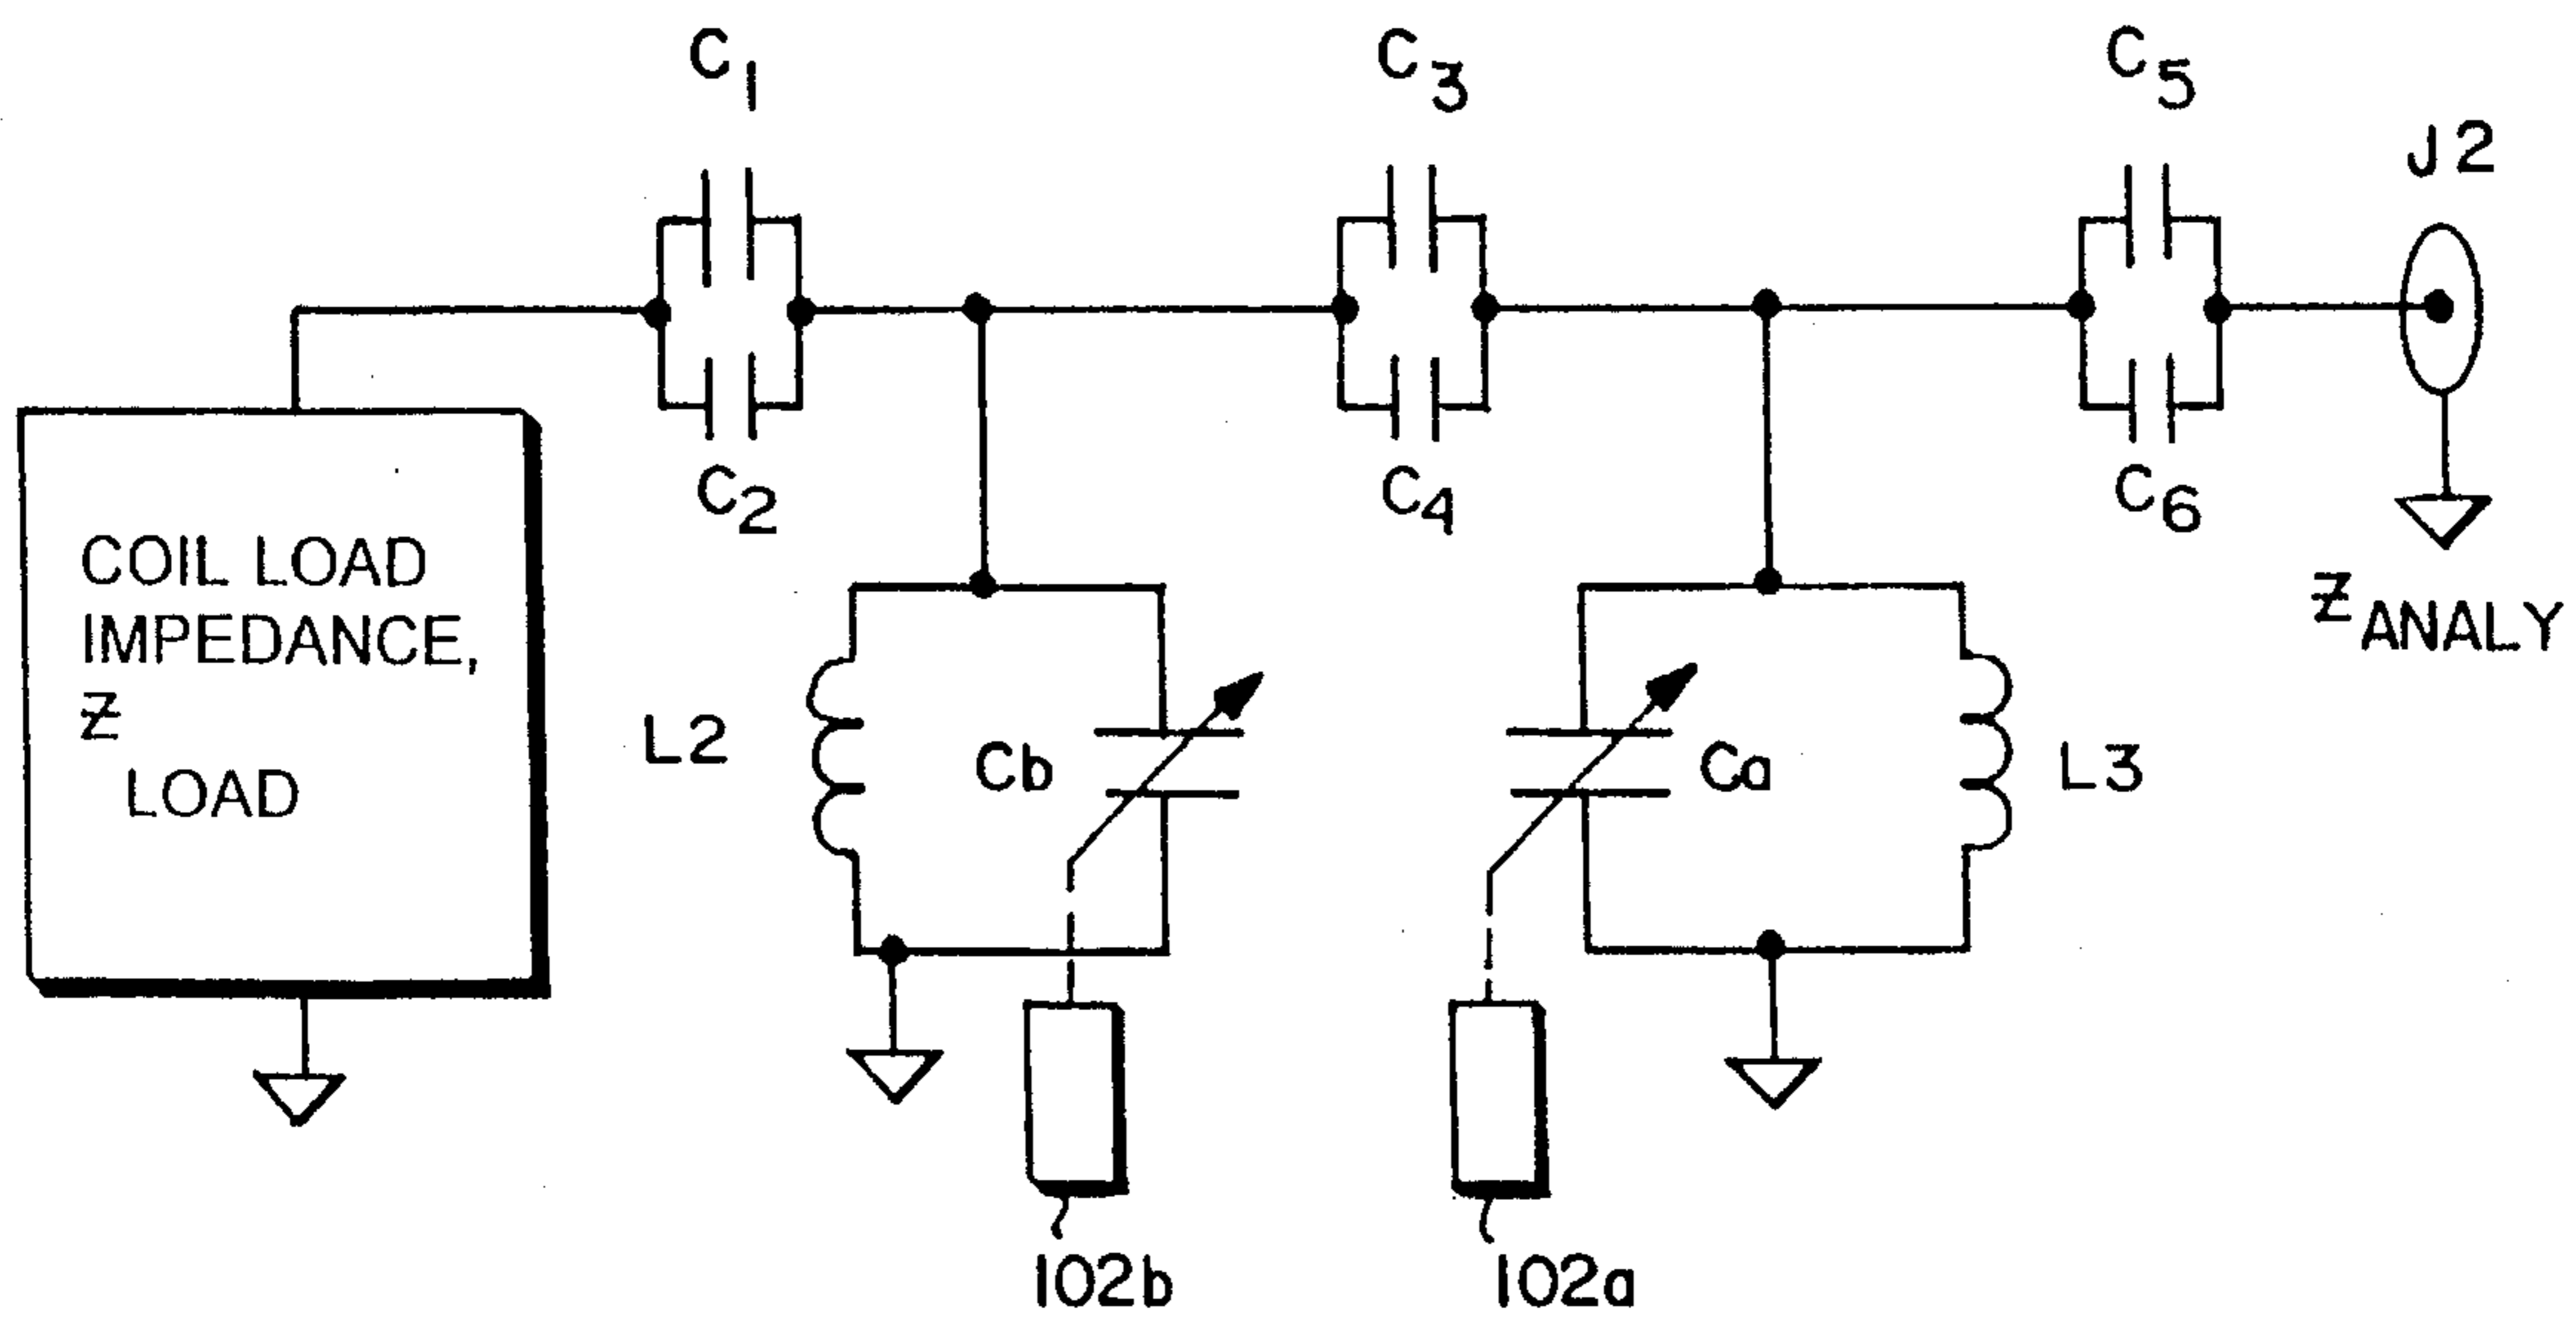 C1
C3
C5
J2
C2
C4
C6
COIL LOAD
IMPEDANCE,
Z
LOAD
ZANALY
L2
Cb
Ca
L3
102b
102a